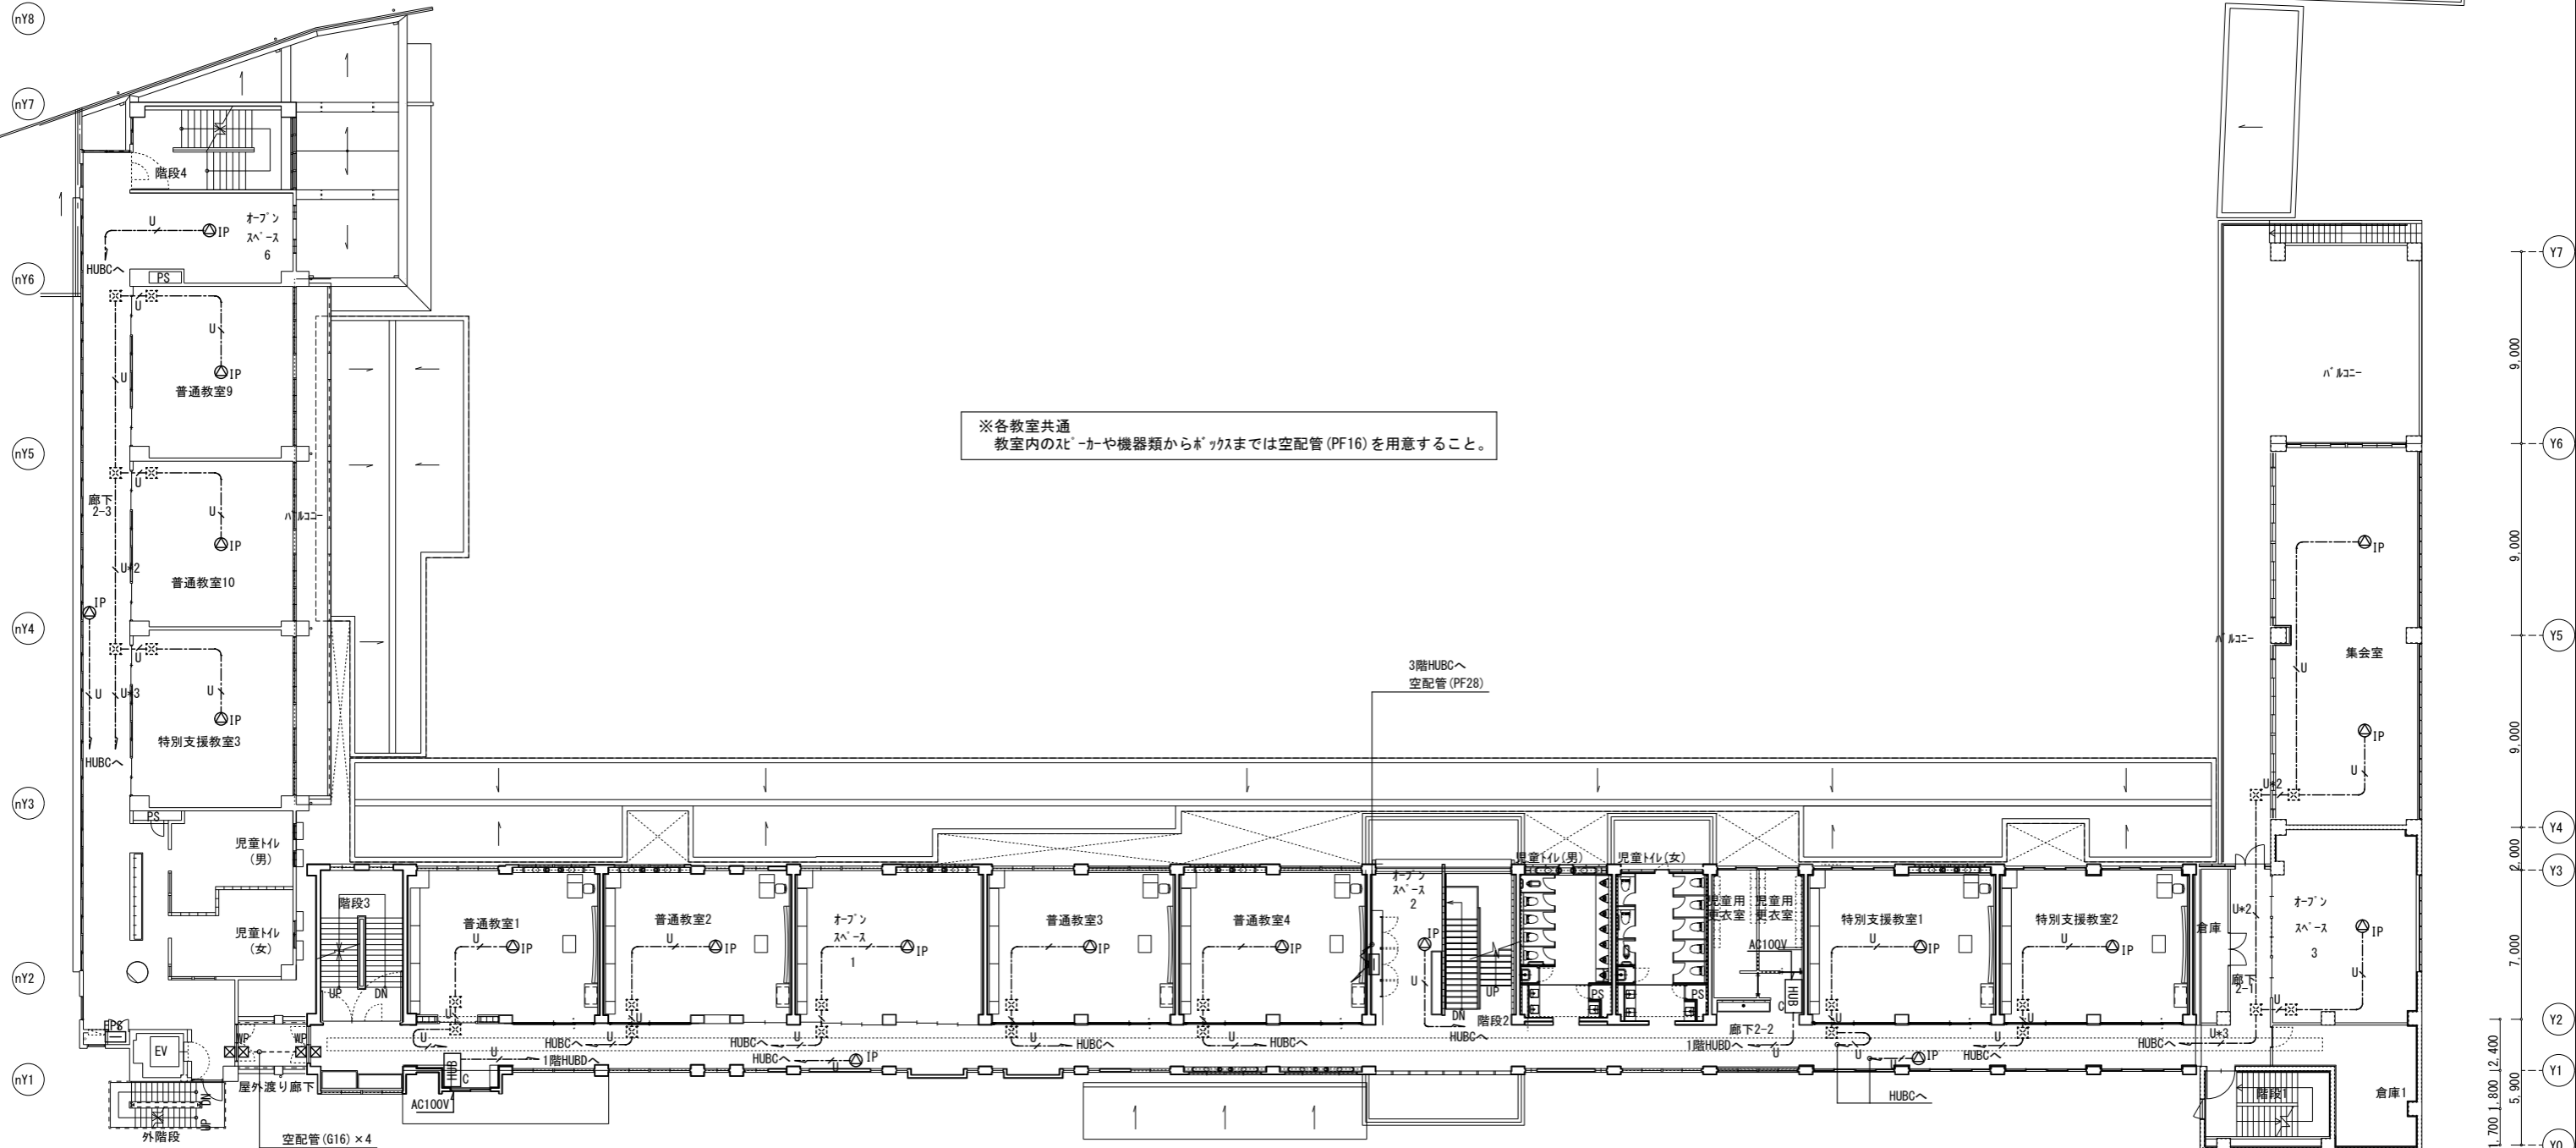 nY8
nY7
nY6
nY5
nY4
nY3
nY2
nY1
Y7
Y6
Y5
Y4
Y3
Y2
Y1
Y0
9,000
9,000
9,000
2,000
7,000
2,400
1,800
5,900
1,700
階段4
U
IP
オープン
スペース
6
HUBCへ
PS
U
U
IP
普通教室9
U
廊下
2-3
バルコニー
U
U
IP
普通教室10
U*2
IP
U
U
U*3
U
IP
特別支援教室3
HUBCへ
PS
児童トイレ
(男)
児童トイレ
(女)
PS
EV
WP
WP
屋外渡り廊下
DN
UP
外階段
空配管(G16)×4
※各教室共通
教室内のスピーカーや機器類からボックスまでは空配管(PF16)を用意すること。
3階HUBCへ
空配管(PF28)
階段3
UP
DN
普通教室1
U
IP
U
U
HUB
C
AC100V
U
1階HUBDへ
普通教室2
U
IP
U
HUBCへ
U
オープン
スペース
1
IP
HUBCへ
HUBCへ
U
IP
普通教室3
IP
U
HUBCへ
普通教室4
IP
U
HUBCへ
オープン
スペース
2
IP
U
DN
UP
階段2
HUBCへ
児童トイレ(男)
児童トイレ(女)
PS
PS
児童用
更衣室
児童用
更衣室
AC100V
HUB
C
廊下2-2
1階HUBDへ
U
特別支援教室1
U
IP
U
U
U
IP
HUBCへ
特別支援教室2
U
IP
U
HUBCへ
倉庫
廊下
2-1
U*2
U*3
HUBCへ
階段1
倉庫1
オープン
スペース
3
IP
U
U
バルコニー
バルコニー
集会室
IP
U
IP
U
U*2